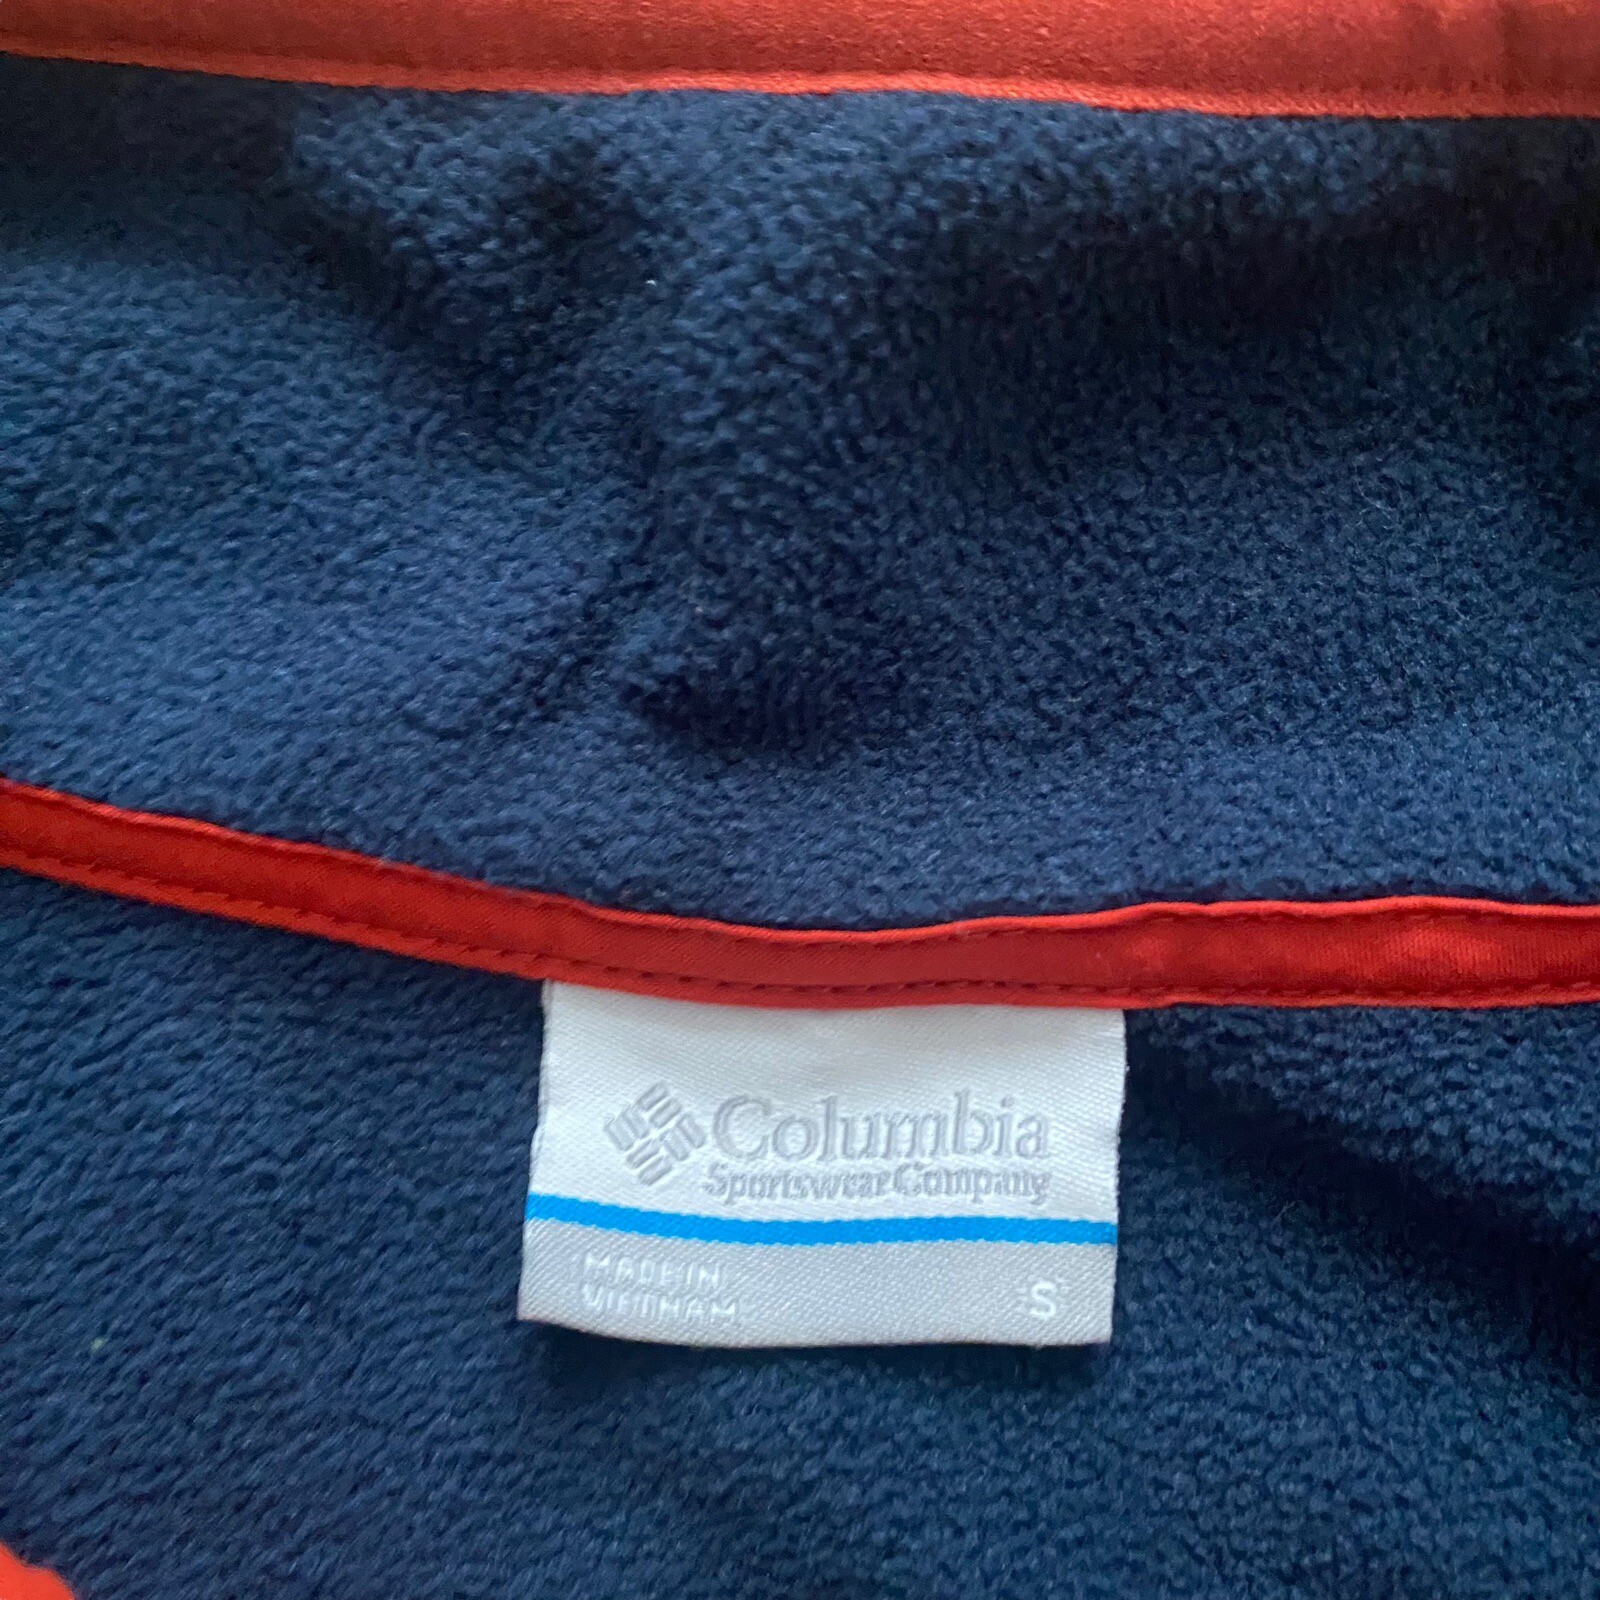 Columbia
Sportswear Company
MADE IN
VIETNAM
S